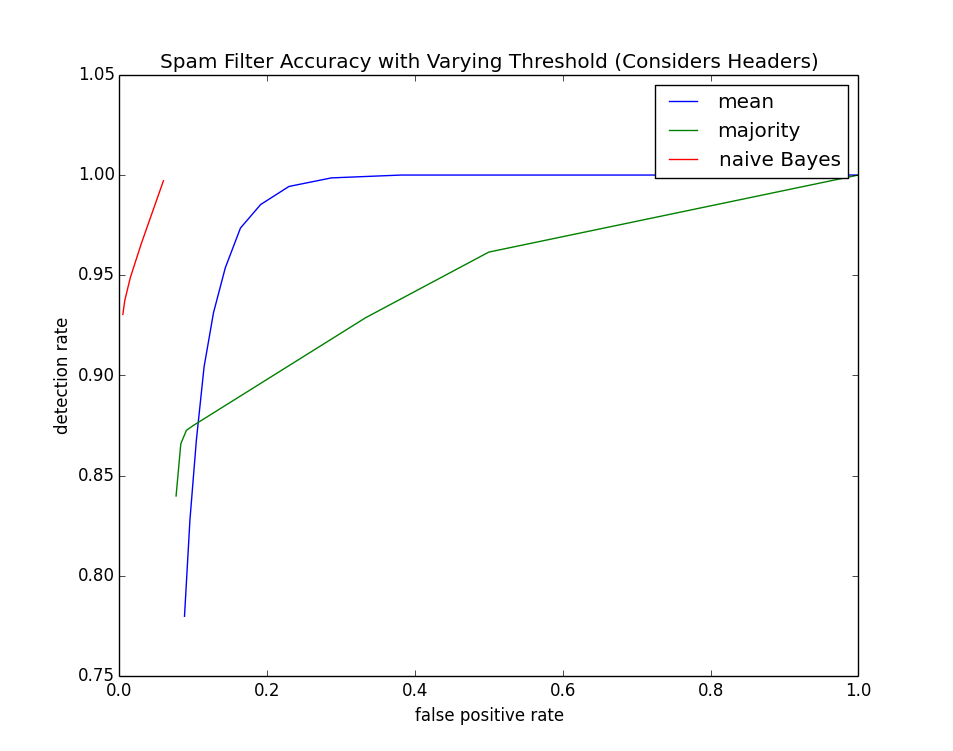 Spam Filter Accuracy with Varying Threshold (Considers Headers)
1.05
mean
majority
naive Bayes
1.00
0.95
0.90
0.85
0.80
0.75
detection rate
0.0 0.2 0.4 0.6 0.8 1.0
false positive rate